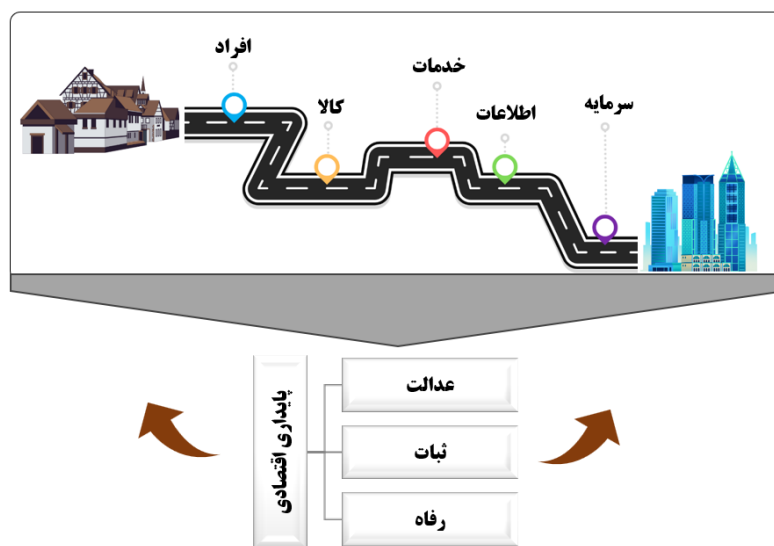 افراد
کالا
خدمات
اطلاعات
سرمایه
پایداری اقتصادی
عدالت
ثبات
رفاه